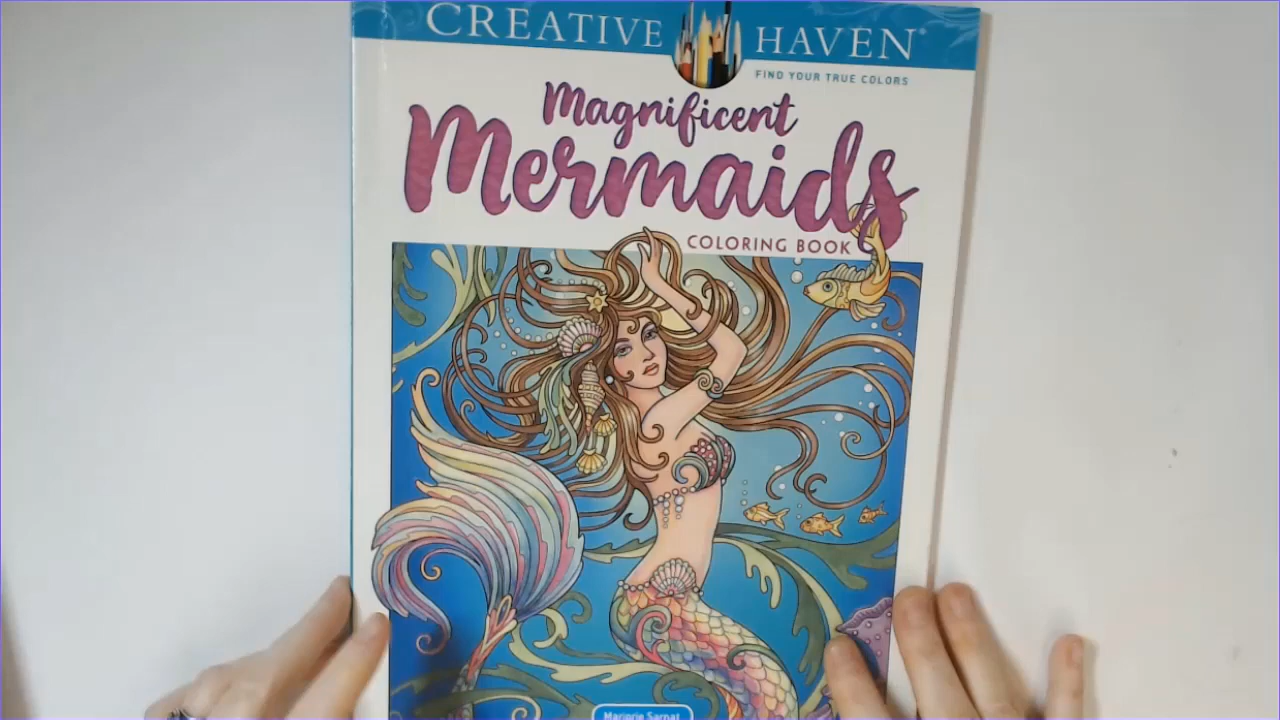 CREATIVE HAVEN®
FIND YOUR TRUE COLORS
Magnificent
Mermaids
COLORING BOOK
Marjorie Sarnat